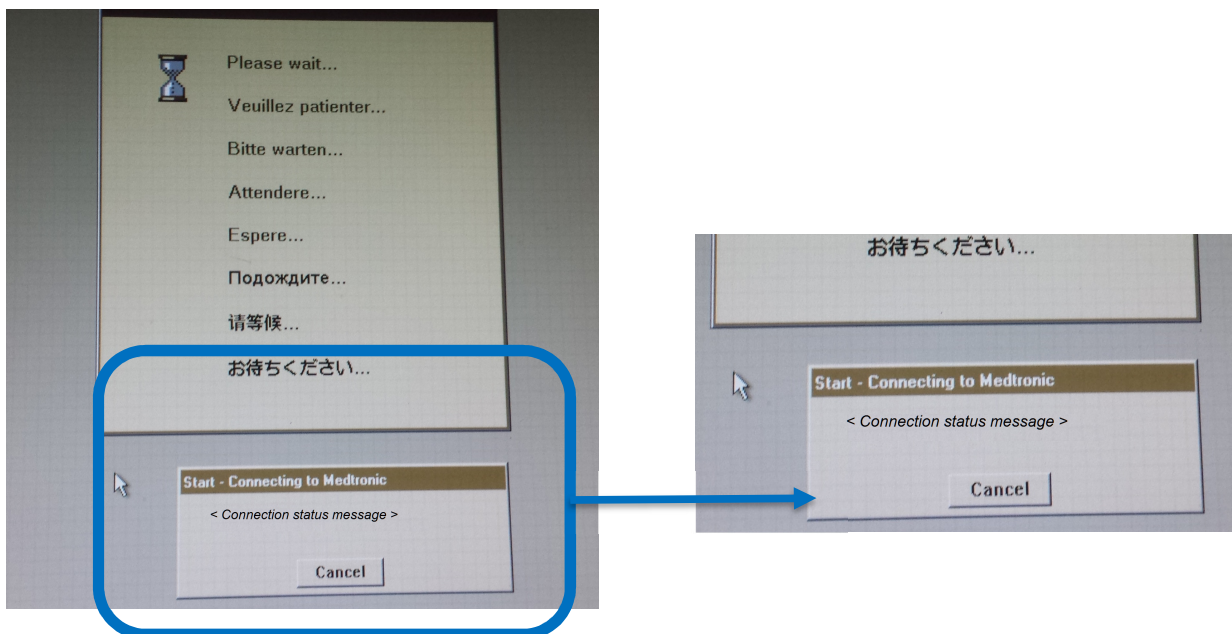 Please wait...
Veuillez patienter...
Bitte warten...
Attendere...
Espere...
Подождите...
请等候...
お待ちください...
Start - Connecting to Medtronic
< Connection status message >
Cancel
お待ちください...
Start - Connecting to Medtronic
< Connection status message >
Cancel